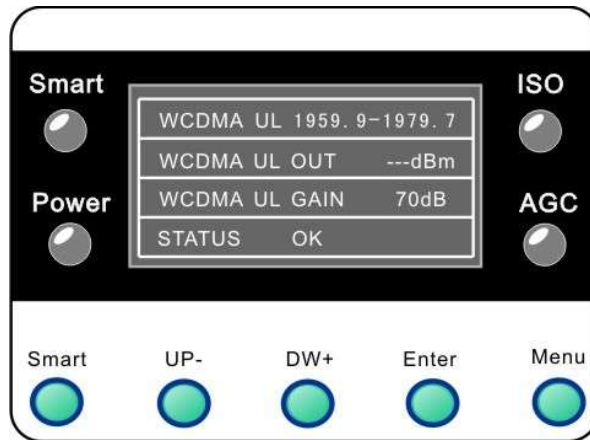 Smart ISO
WCDMA UL 1959.9-1979.7
WCDMA UL OUT ---dBm
Power WCDMA UL GAIN 70dB AGC
STATUS OK
Smart UP- DW+ Enter Menu